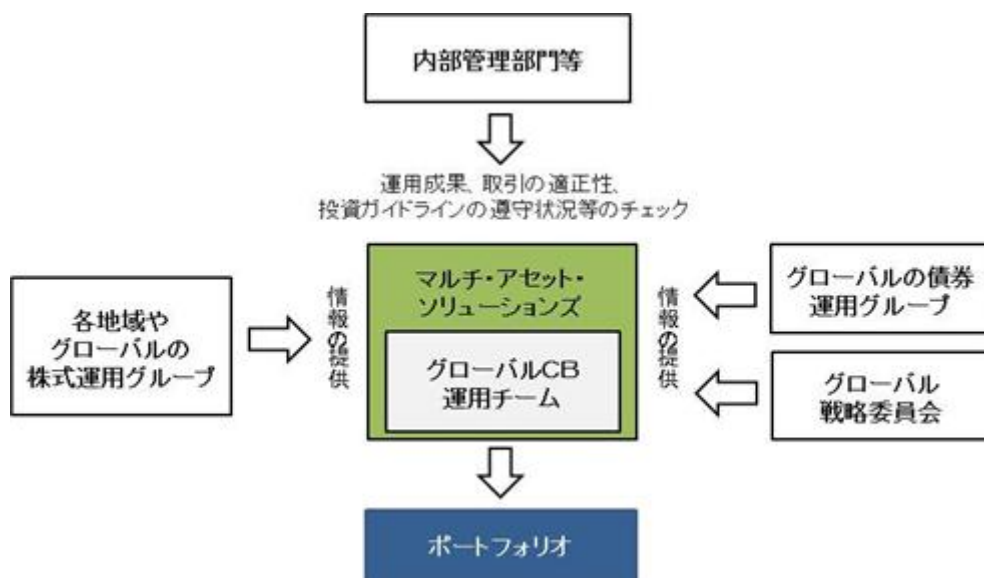 内部管理部門等
運用成果、取引の適正性、
投資ガイドラインの遵守状況等のチェック
各地域や
グローバルの
株式運用グループ
情報の提供
マルチ・アセット・
ソリューションズ
グローバルCB
運用チーム
情報の提供
グローバルの債券
運用グループ
グローバル
戦略委員会
ポートフォリオ